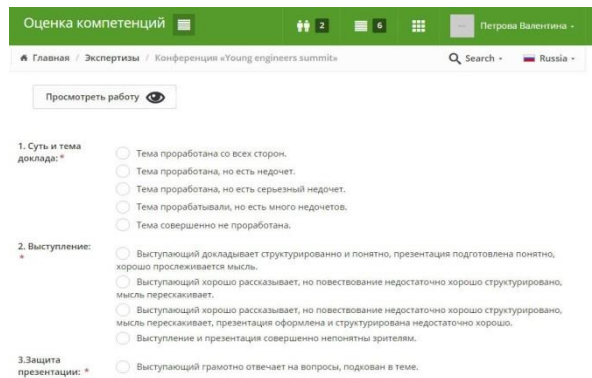 Оценка компетенций
2
6
Петрова Валентина
Главная / Экспертизы / Конференция «Young engineers summit»
Search
Russia
Просмотреть работу
1. Суть и тема
доклада: *
Тема проработана со всех сторон.
Тема проработана, но есть недочет.
Тема проработана, но есть серьезный недочет.
Тема прорабатывали, но есть много недочетов.
Тема совершенно не проработана.
2. Выступление:
*
Выступающий докладывает структурированно и понятно, презентация подготовлена понятно,
хорошо прослеживается мысль.
Выступающий хорошо рассказывает, но повествование недостаточно хорошо структурировано,
мысль перескакивает.
Выступающий хорошо рассказывает, но повествование недостаточно хорошо структурировано,
мысль перескакивает, презентация оформлена и структурирована недостаточно хорошо.
Выступление и презентация совершенно непонятны зрителям.
3.Защита
презентации: *
Выступающий грамотно отвечает на вопросы, подкован в теме.